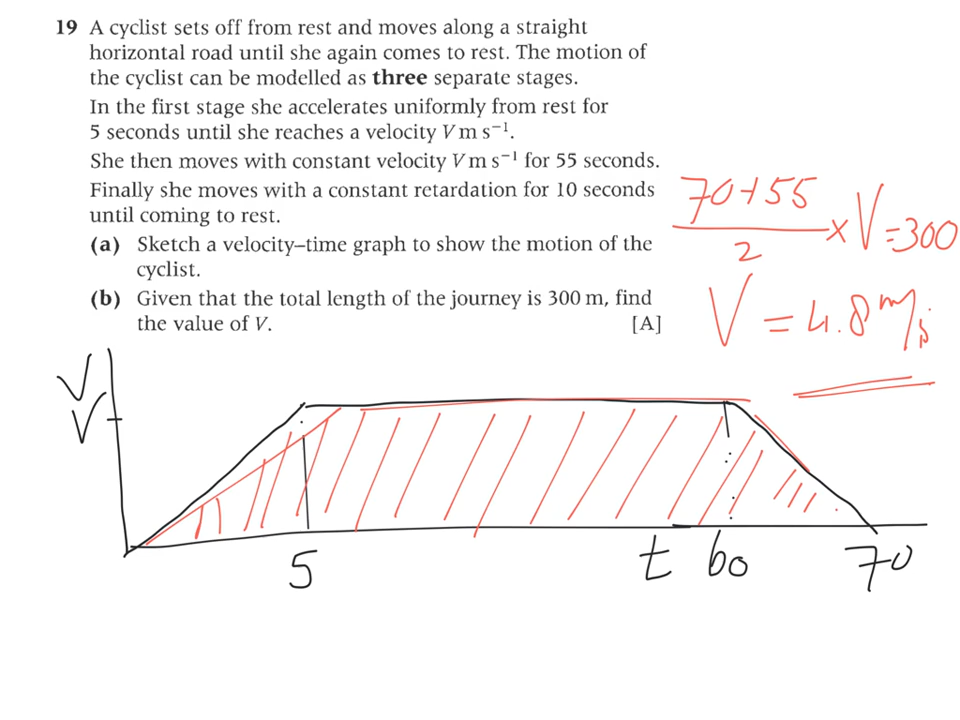 19 A cyclist sets off from rest and moves along a straight
horizontal road until she again comes to rest. The motion of
the cyclist can be modelled as three separate stages.
In the first stage she accelerates uniformly from rest for
5 seconds until she reaches a velocity V m s⁻¹.
She then moves with constant velocity V m s⁻¹ for 55 seconds.
Finally she moves with a constant retardation for 10 seconds
until coming to rest.
(a) Sketch a velocity–time graph to show the motion of the
cyclist.
(b) Given that the total length of the journey is 300 m, find
the value of V. [A]
70+55
2
×V=300
V = 4.8 m/s
V
V
5 t 60 70